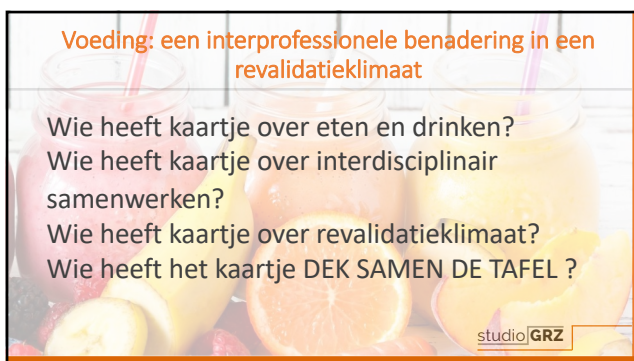 Voeding: een interprofessionele benadering in een
revalidatieklimaat
Wie heeft kaartje over eten en drinken?
Wie heeft kaartje over interdisciplinair
samenwerken?
Wie heeft kaartje over revalidatieklimaat?
Wie heeft het kaartje DEK SAMEN DE TAFEL ?
studio|GRZ